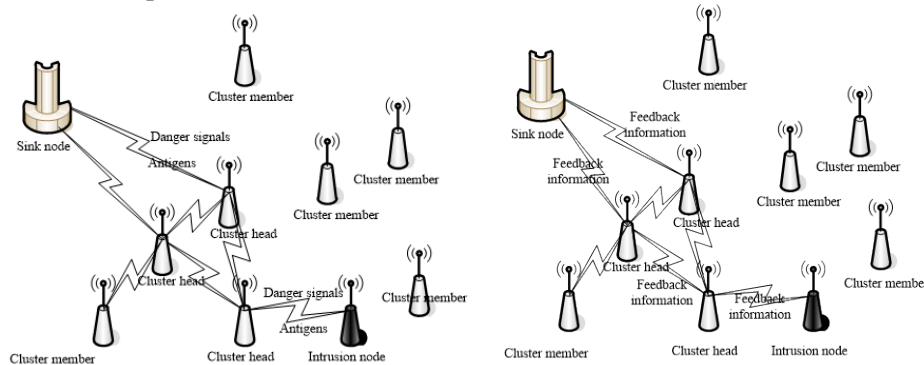 Cluster member
Sink node
Danger signals
Antigens
Cluster member
Cluster member
Cluster head
Cluster head
Cluster member
Danger signals
Antigens
Cluster member
Cluster head
Intrusion node
Cluster member
Sink node
Feedback
information
Feedback
information
Cluster member
Cluster member
Cluster head
Cluster head
Cluster membe
Feedback
information
Feedback
information
Cluster member
Cluster head
Intrusion node